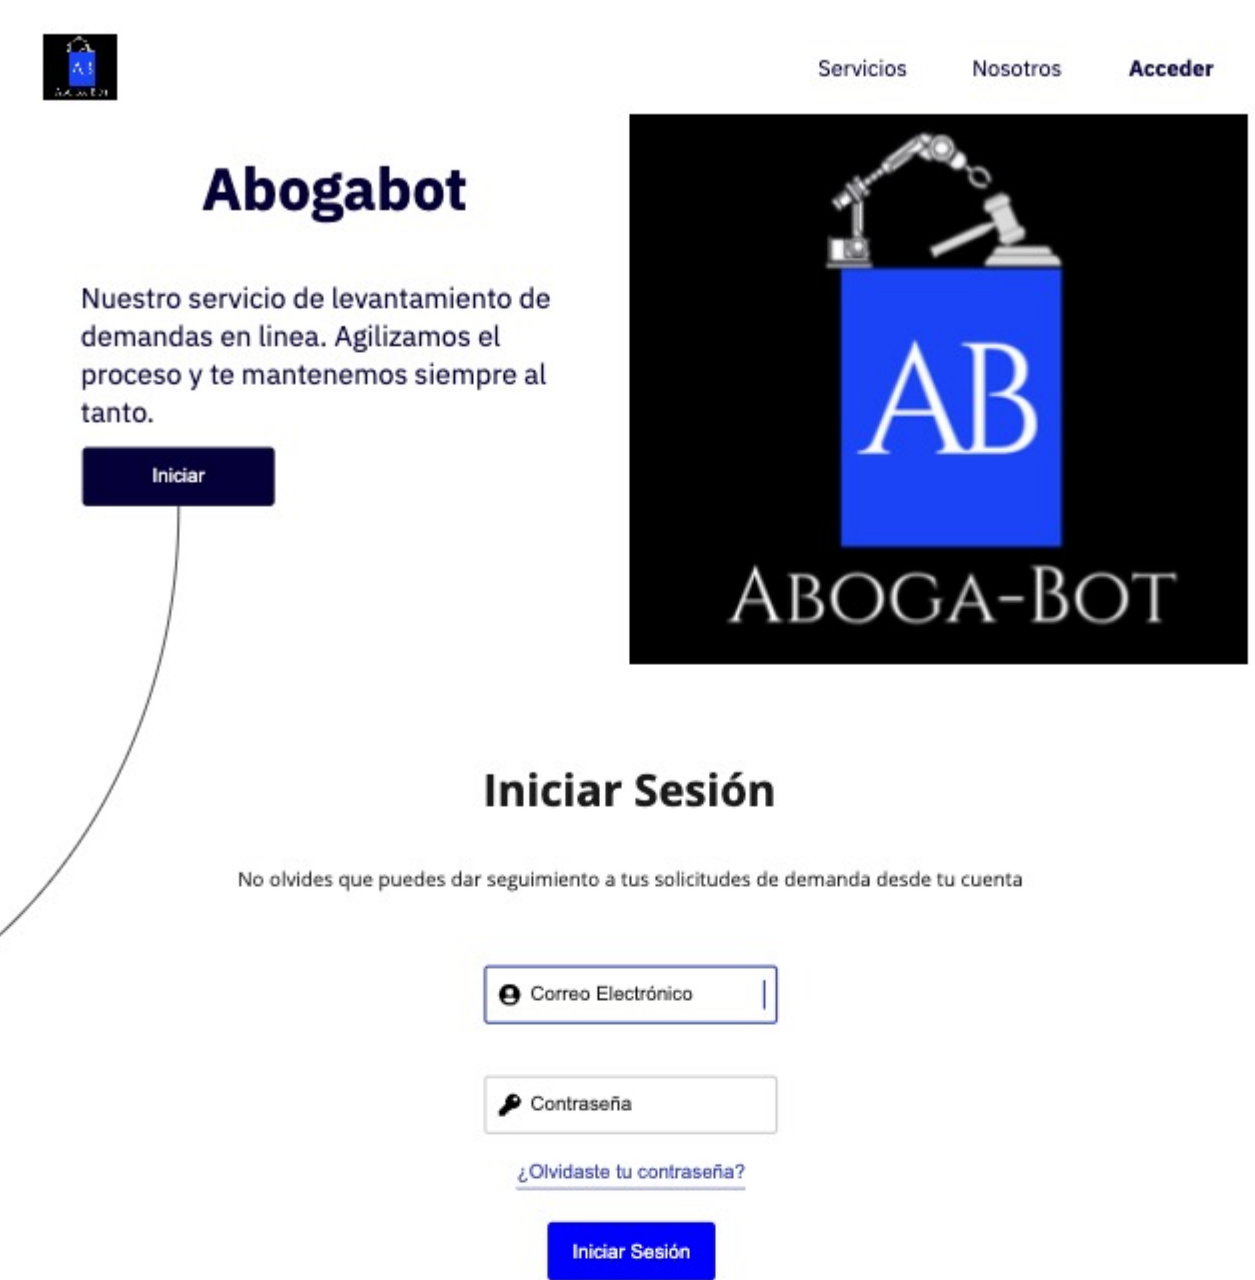 AB
Servicios Nosotros Acceder
Abogabot
Nuestro servicio de levantamiento de
demandas en linea. Agilizamos el
proceso y te mantenemos siempre al
tanto.
Iniciar
AB
ABOGA-BOT
Iniciar Sesión
No olvides que puedes dar seguimiento a tus solicitudes de demanda desde tu cuenta
Correo Electrónico
Contraseña
¿Olvidaste tu contraseña?
Iniciar Sesión